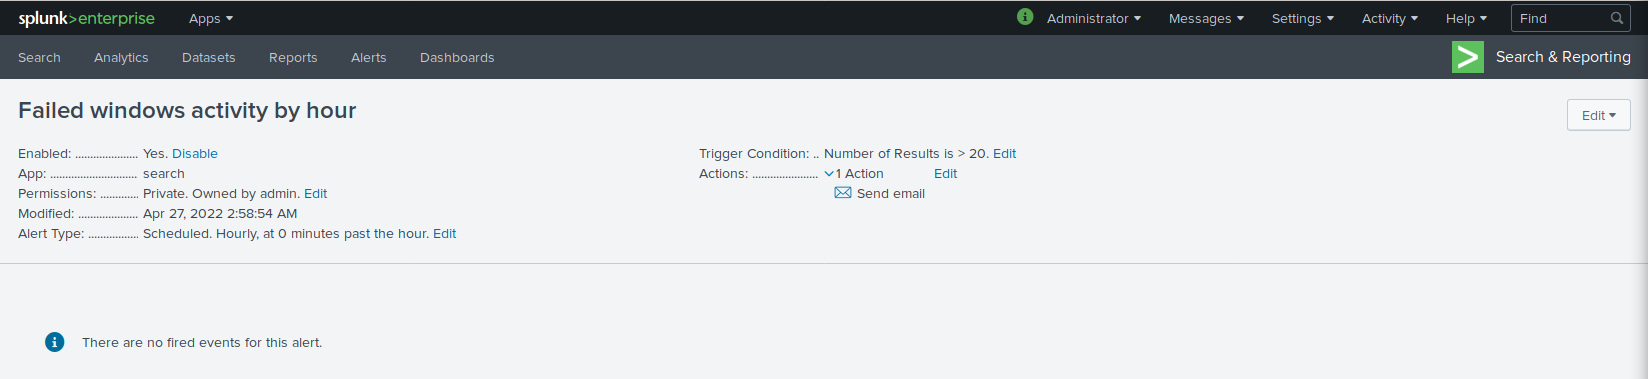 splunk>enterprise Apps Administrator Messages Settings Activity Help Find
Search Analytics Datasets Reports Alerts Dashboards Search & Reporting
Failed windows activity by hour
Edit
Enabled: ..................... Yes. Disable
App: ............................. search
Permissions: ............. Private. Owned by admin. Edit
Modified: .................... Apr 27, 2022 2:58:54 AM
Alert Type: ................. Scheduled. Hourly, at 0 minutes past the hour. Edit
Trigger Condition: .. Number of Results is > 20. Edit
Actions: ...................... 1 Action Edit
Send email
There are no fired events for this alert.